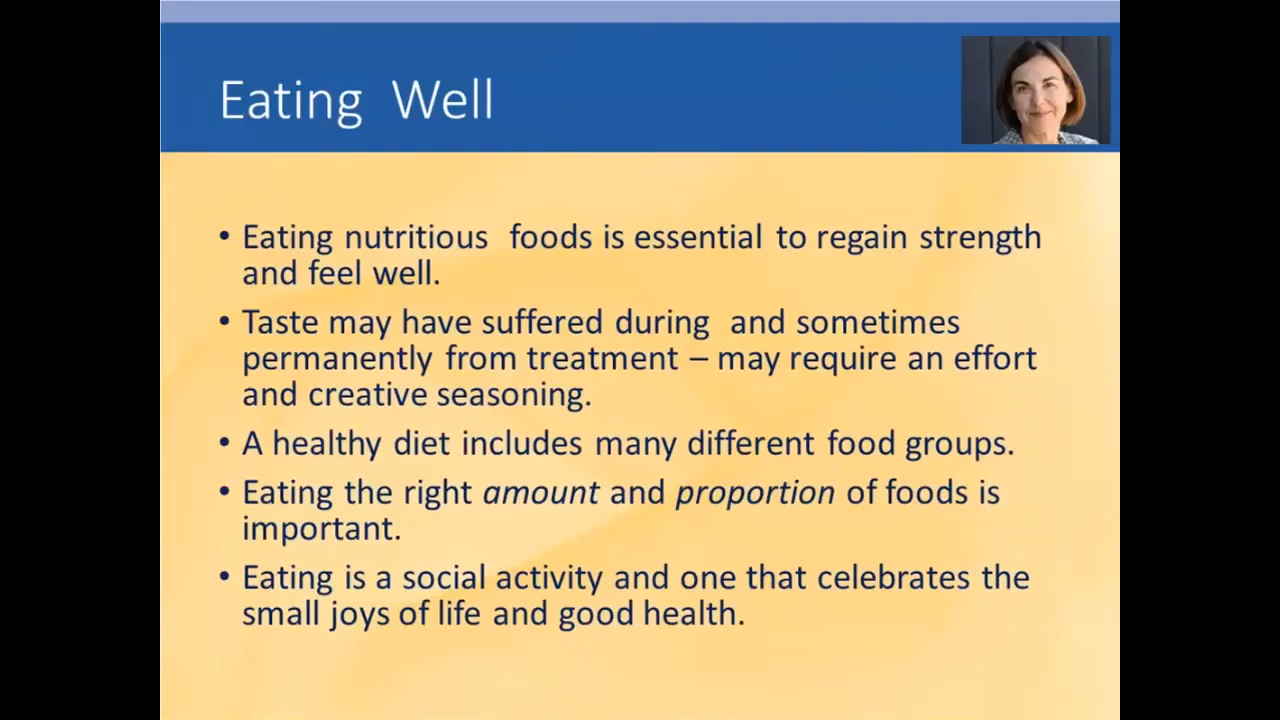 Eating Well
• Eating nutritious foods is essential to regain strength
and feel well.
• Taste may have suffered during and sometimes
permanently from treatment – may require an effort
and creative seasoning.
• A healthy diet includes many different food groups.
• Eating the right amount and proportion of foods is
important.
• Eating is a social activity and one that celebrates the
small joys of life and good health.